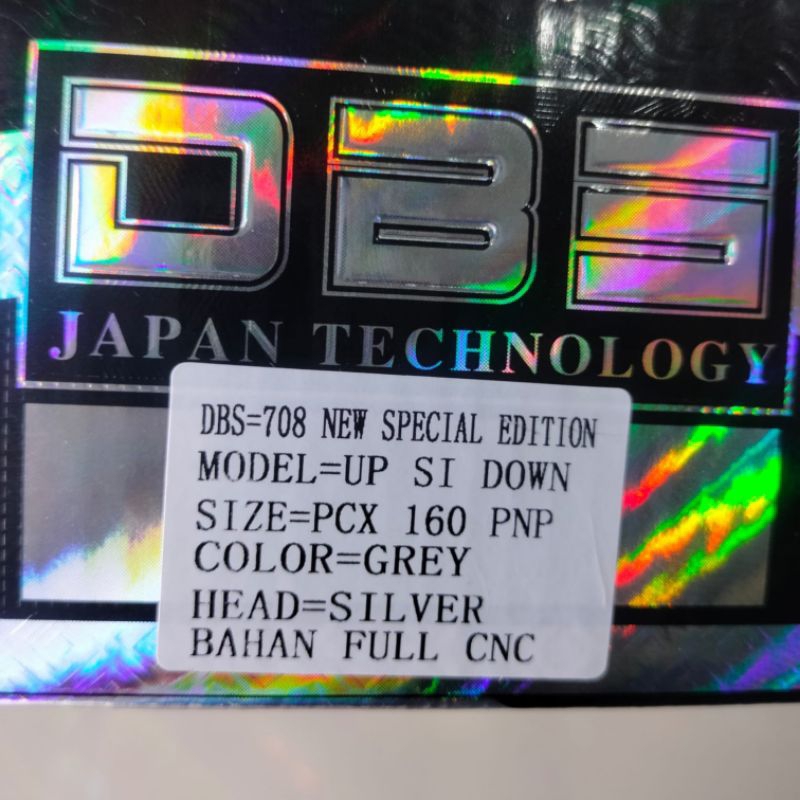 DBS
JAPAN TECHNOLOGY
DBS=708 NEW SPECIAL EDITION
MODEL=UP SI DOWN
SIZE=PCX 160 PNP
COLOR=GREY
HEAD=SILVER
BAHAN FULL CNC